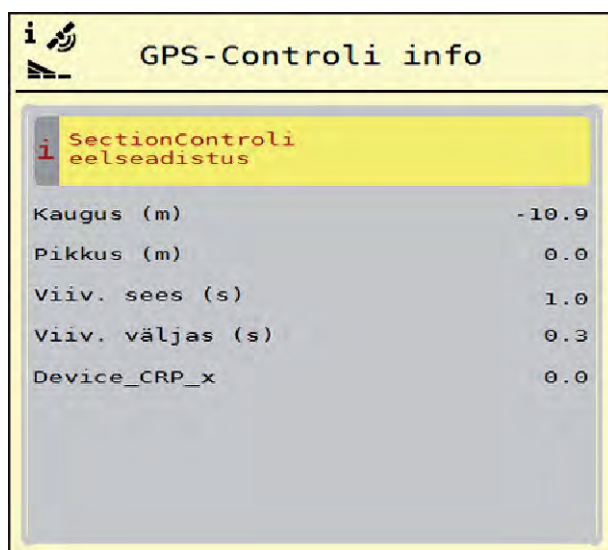 i
GPS-Controli info
i
SectionControli
eelseadistus
Kaugus (m) -10.9
Pikkus (m) 0.0
Viiv. sees (s) 1.0
Viiv. väljas (s) 0.3
Device_CRP_x 0.0